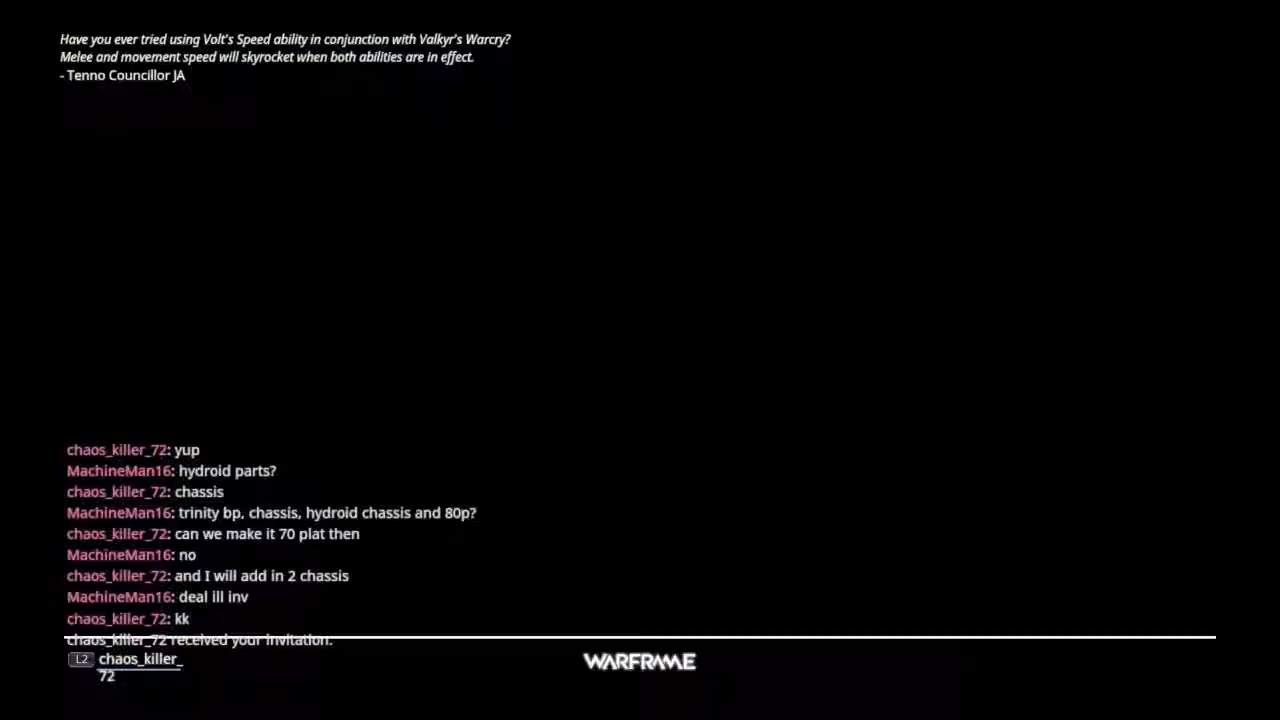 Have you ever tried using Volt's Speed ability in conjunction with Valkyr's Warcry?
Melee and movement speed will skyrocket when both abilities are in effect.
- Tenno Councillor JA
chaos_killer_72: yup
MachineMan16: hydroid parts?
chaos_killer_72: chassis
MachineMan16: trinity bp, chassis, hydroid chassis and 80p?
chaos_killer_72: can we make it 70 plat then
MachineMan16: no
chaos_killer_72: and I will add in 2 chassis
MachineMan16: deal ill inv
chaos_killer_72: kk
chaos_killer_72 received your invitation.
L2 chaos_killer_
72
WARFRAME